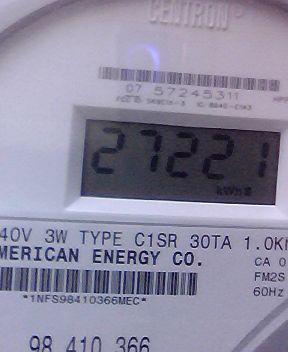 CENTRON
07 57245311
27221
kWh
40V 3W TYPE C1SR 30TA 1.0K
MERICAN ENERGY CO.
CA 0
FM2S
*1NFS98410366MEC*
60Hz
98 410 366